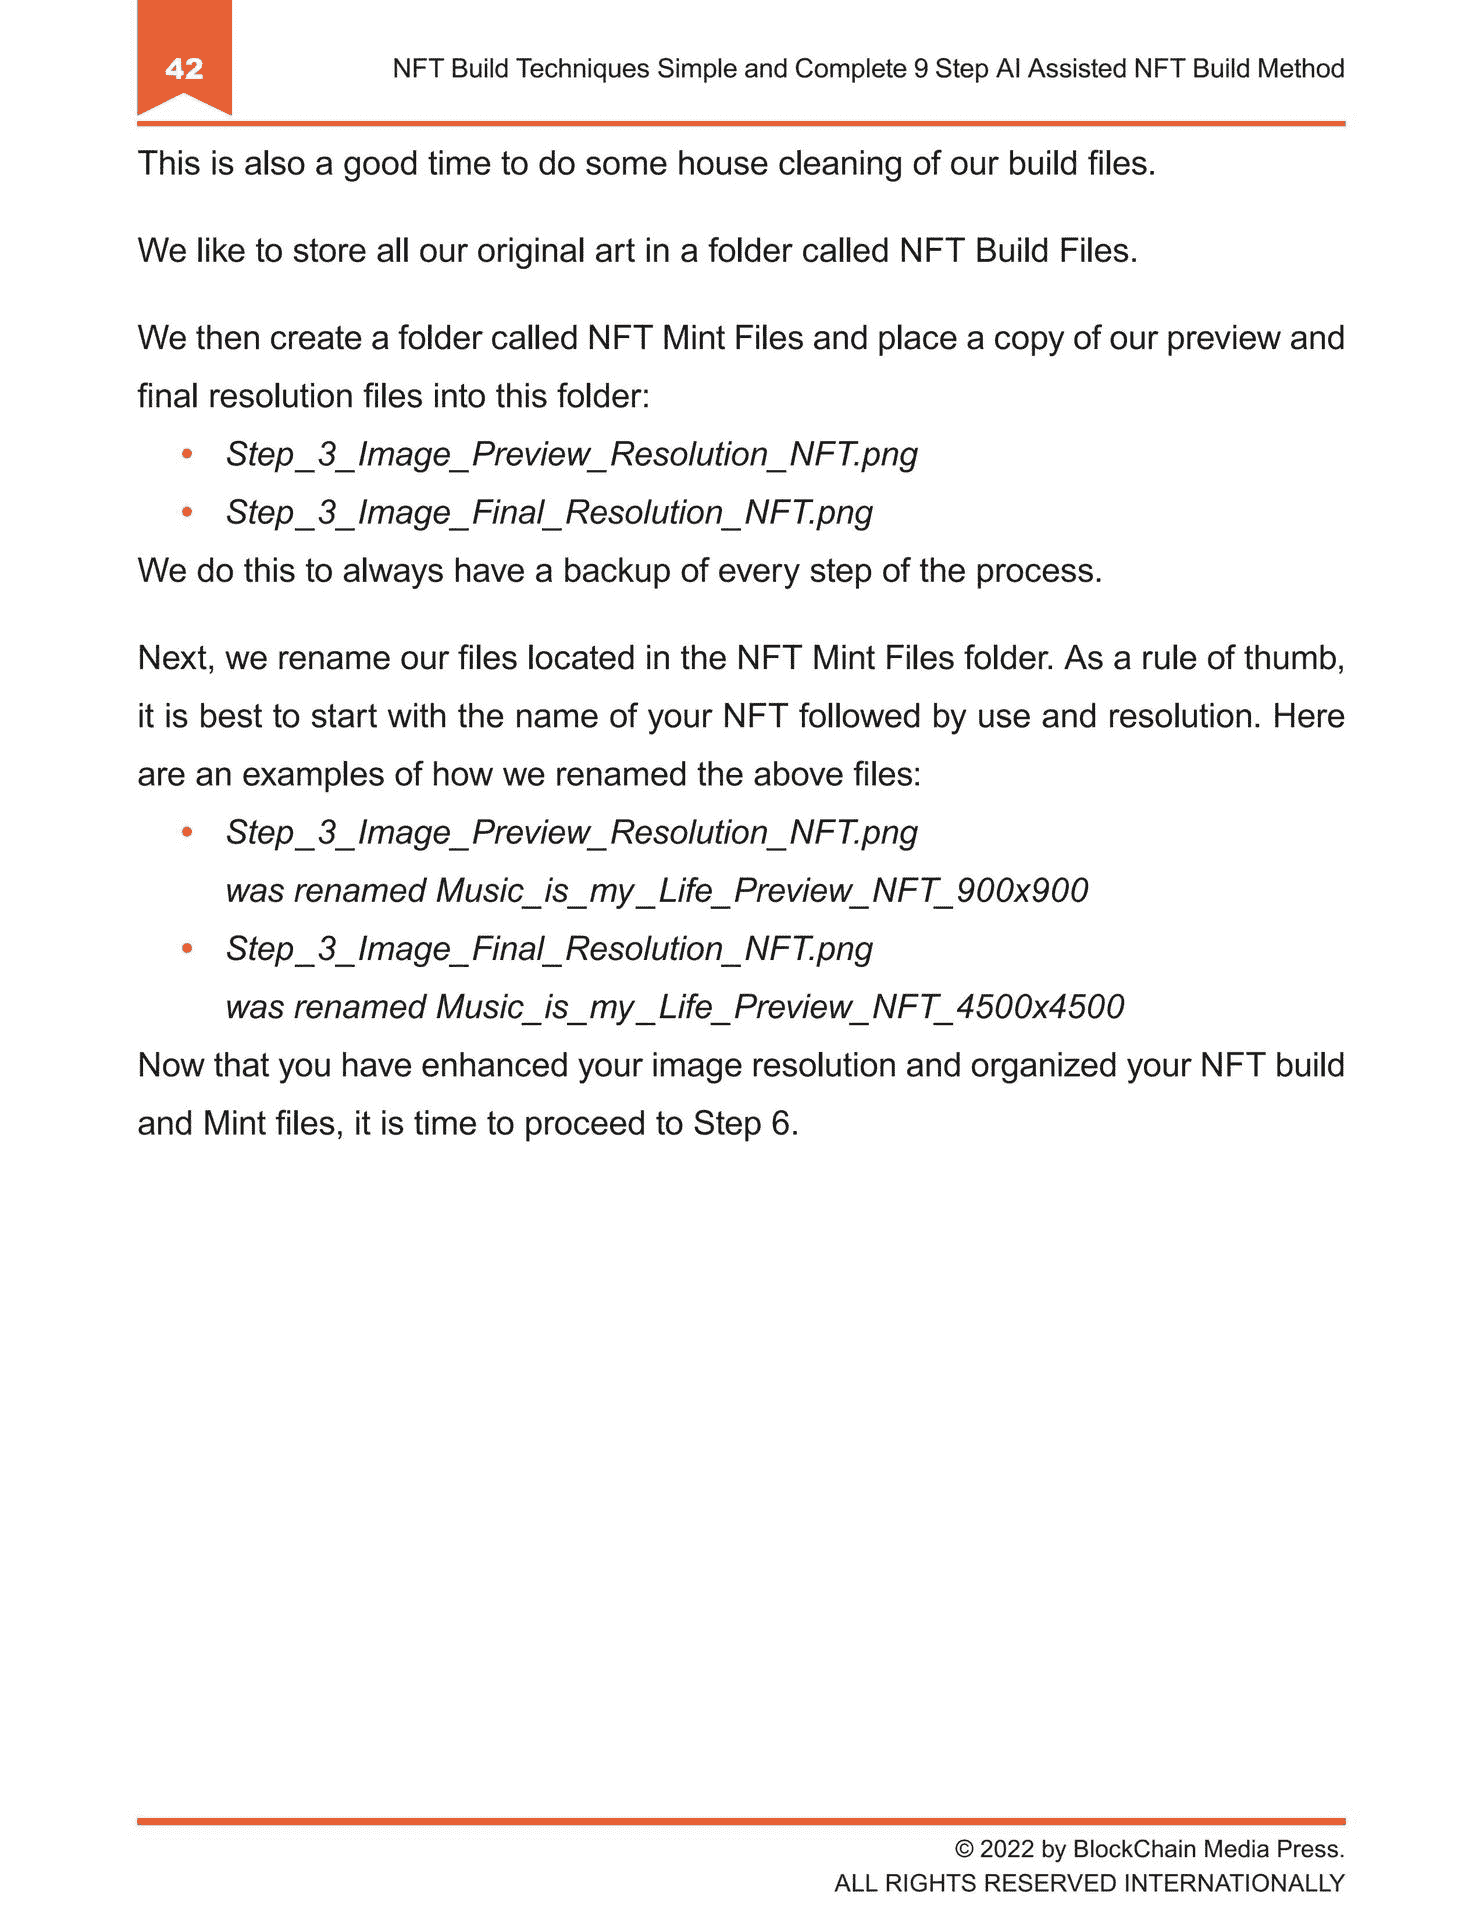 42
NFT Build Techniques Simple and Complete 9 Step AI Assisted NFT Build Method
This is also a good time to do some house cleaning of our build files.
We like to store all our original art in a folder called NFT Build Files.
We then create a folder called NFT Mint Files and place a copy of our preview and
final resolution files into this folder:
• Step_3_Image_Preview_Resolution_NFT.png
• Step_3_Image_Final_Resolution_NFT.png
We do this to always have a backup of every step of the process.
Next, we rename our files located in the NFT Mint Files folder. As a rule of thumb,
it is best to start with the name of your NFT followed by use and resolution. Here
are an examples of how we renamed the above files:
• Step_3_Image_Preview_Resolution_NFT.png
was renamed Music_is_my_Life_Preview_NFT_900x900
• Step_3_Image_Final_Resolution_NFT.png
was renamed Music_is_my_Life_Preview_NFT_4500x4500
Now that you have enhanced your image resolution and organized your NFT build
and Mint files, it is time to proceed to Step 6.
© 2022 by BlockChain Media Press.
ALL RIGHTS RESERVED INTERNATIONALLY